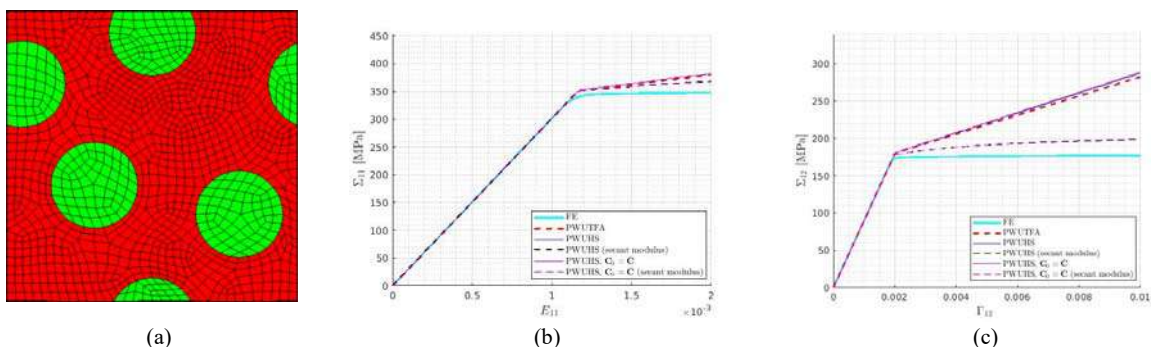 450
400
350
300
250
200
150
100
50
0
Σ₁₁ [MPa]
FE
PWUTFA
PWUHS
PWUHS (secant modulus)
PWUHS, C₀ = C̄
PWUHS, C₀ = C̄ (secant modulus)
0 0.5 1 1.5 2
×10⁻³
E₁₁
300
250
200
150
100
50
0
Σ₁₂ [MPa]
FE
PWUTFA
PWUHS
PWUHS (secant modulus)
PWUHS, C₀ = C̄
PWUHS, C₀ = C̄ (secant modulus)
0 0.002 0.004 0.006 0.008 0.01
Γ₁₂
(a) (b) (c)